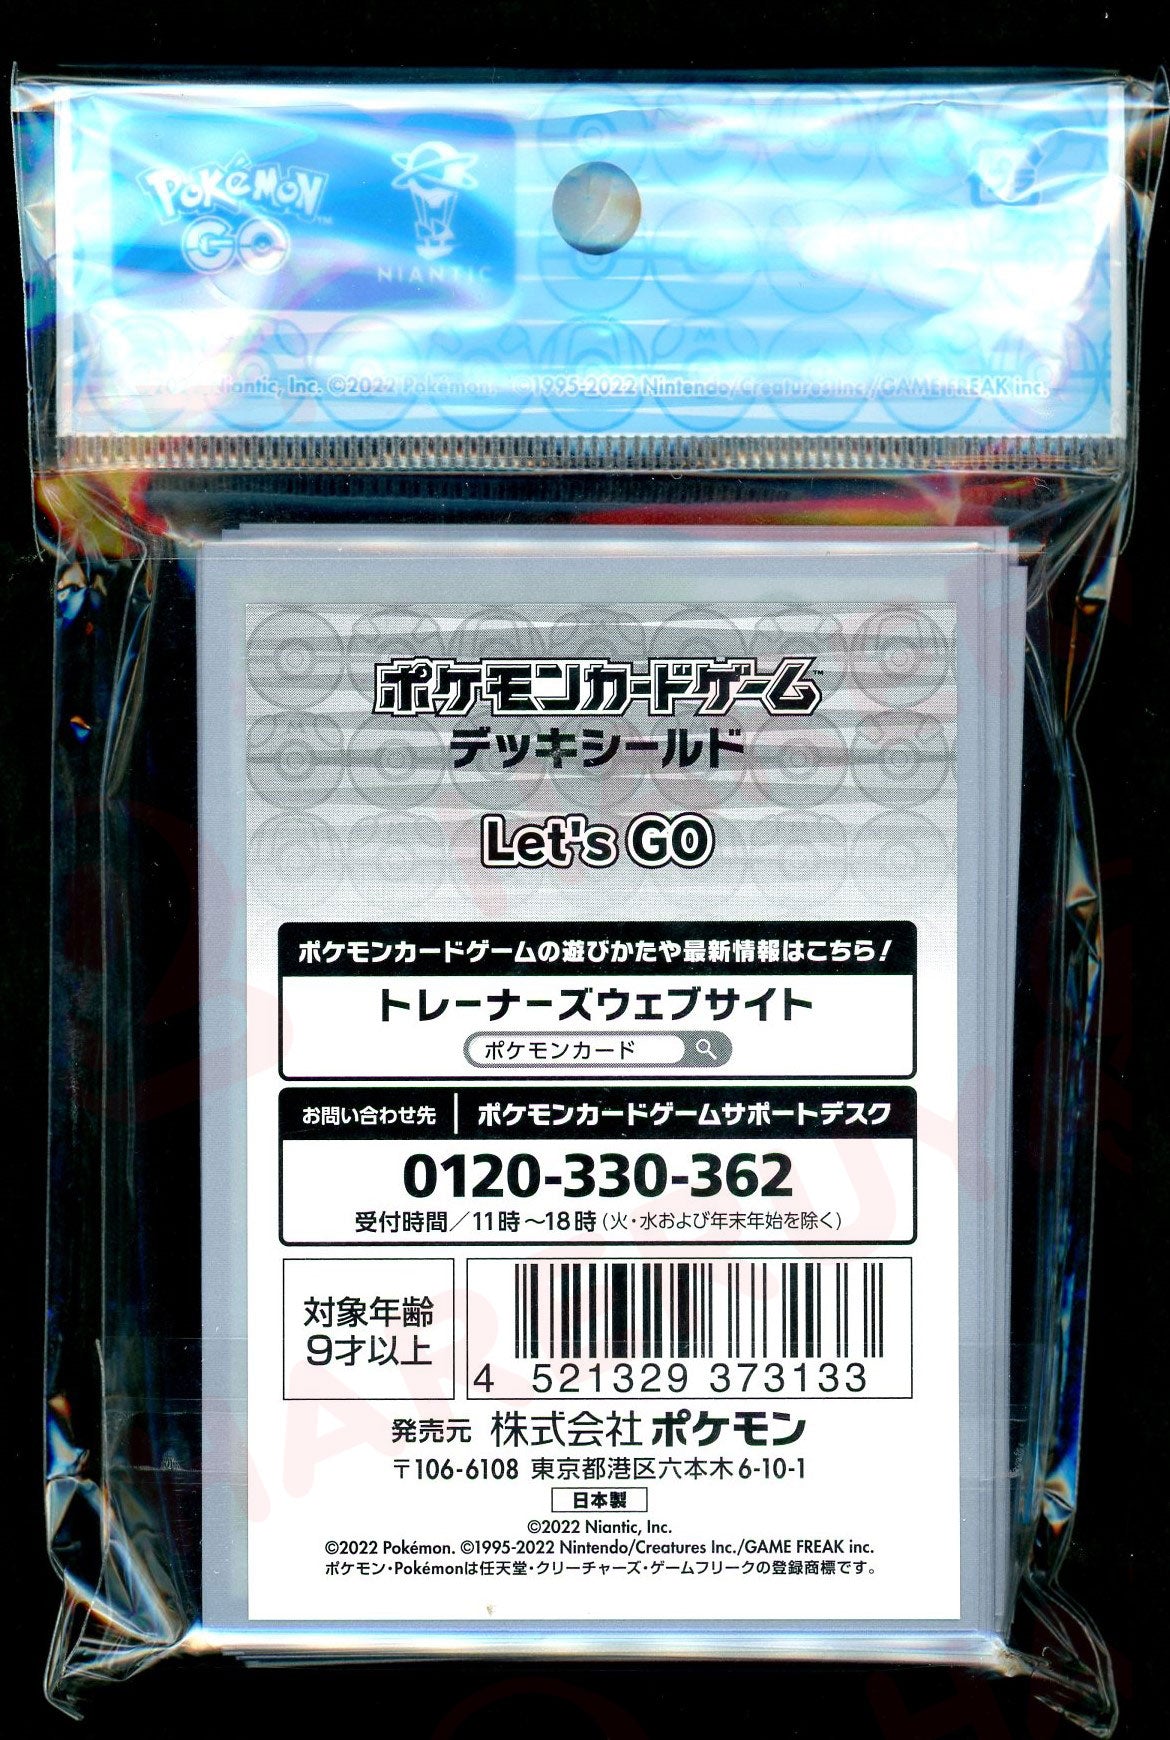 POKéMON
GO
NIANTIC
Niantic, Inc. ©2022 Pokémon. ©1995-2022 Nintendo/Creatures Inc./GAME FREAK inc.
ポケモンカードゲーム™
デッキシールド
Let's GO
ポケモンカードゲームの遊びかたや最新情報はこちら!
トレーナーズウェブサイト
ポケモンカード
お問い合わせ先 ポケモンカードゲームサポートデスク
0120-330-362
受付時間/11時〜18時(火・水および年末年始を除く)
対象年齢
9才以上
4 521329 373133
発売元 株式会社 ポケモン
〒106-6108 東京都港区六本木6-10-1
日本製
©2022 Niantic, Inc.
©2022 Pokémon. ©1995-2022 Nintendo/Creatures Inc./GAME FREAK inc.
ポケモン・Pokémonは任天堂・クリーチャーズ・ゲームフリークの登録商標です。